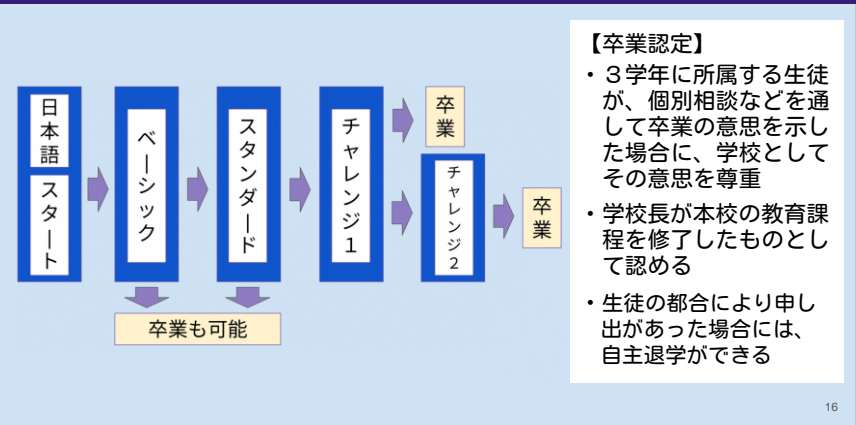 日本語
スタート
ベーシック
スタンダード
チャレンジ1
卒業
チャレンジ2
卒業
卒業も可能
【卒業認定】
・３学年に所属する生徒
が、個別相談などを通
して卒業の意思を示し
た場合に、学校として
その意思を尊重
・学校長が本校の教育課
程を修了したものとし
て認める
・生徒の都合により申し
出があった場合には、
自主退学ができる
16